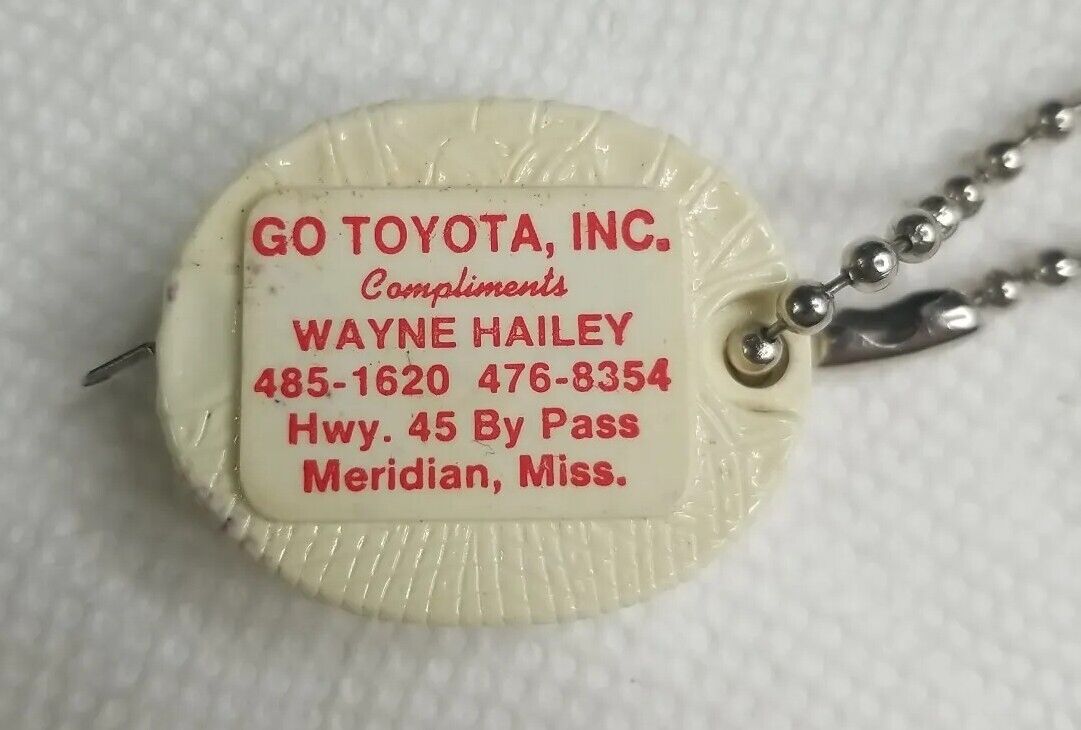 GO TOYOTA, INC.
Compliments
WAYNE HAILEY
485-1620 476-8354
Hwy. 45 By Pass
Meridian, Miss.